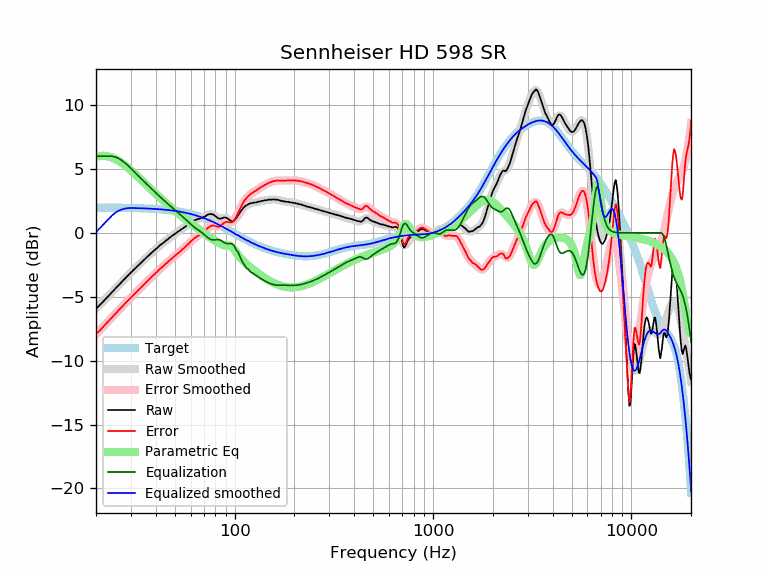 Sennheiser HD 598 SR
Amplitude (dBr)
10
5
0
−5
−10
−15
−20
Target
Raw Smoothed
Error Smoothed
Raw
Error
Parametric Eq
Equalization
Equalized smoothed
100 1000 10000
Frequency (Hz)